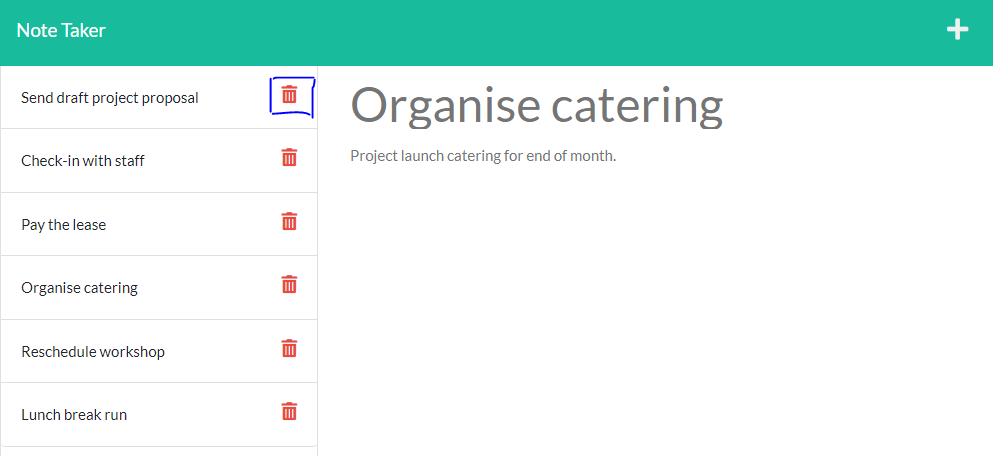 Note Taker
Send draft project proposal
Check-in with staff
Pay the lease
Organise catering
Reschedule workshop
Lunch break run
Organise catering
Project launch catering for end of month.